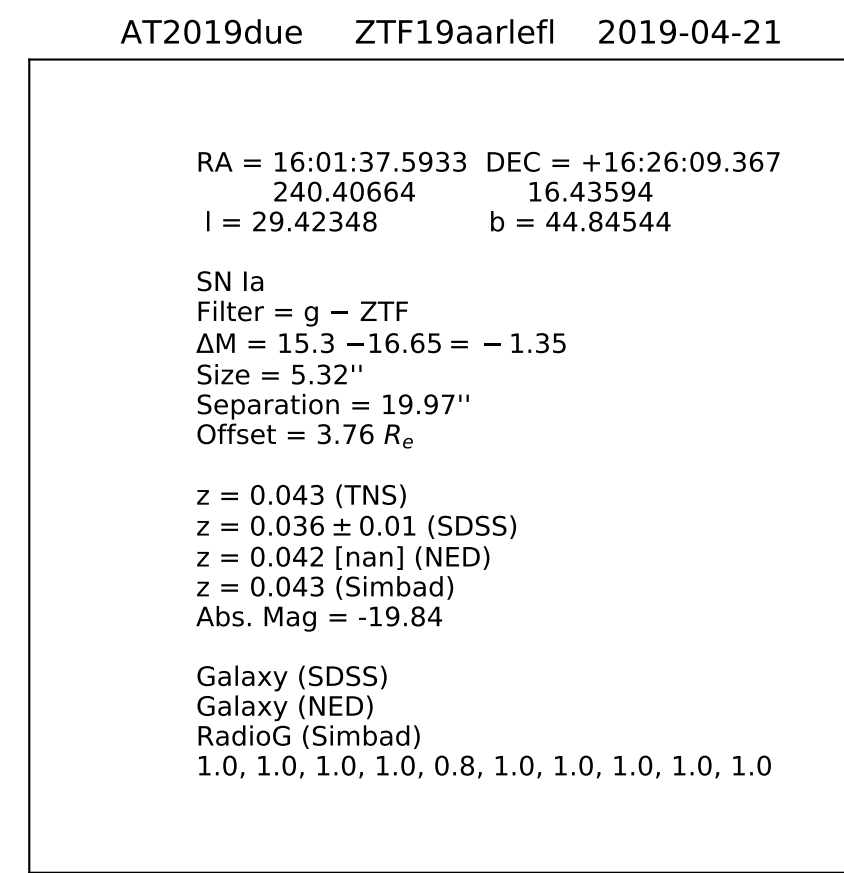 AT2019due ZTF19aarlefl 2019-04-21
RA = 16:01:37.5933 DEC = +16:26:09.367
240.40664 16.43594
l = 29.42348 b = 44.84544
SN Ia
Filter = g − ZTF
ΔM = 15.3 −16.65 = − 1.35
Size = 5.32''
Separation = 19.97''
Offset = 3.76 Rₑ
z = 0.043 (TNS)
z = 0.036 ± 0.01 (SDSS)
z = 0.042 [nan] (NED)
z = 0.043 (Simbad)
Abs. Mag = -19.84
Galaxy (SDSS)
Galaxy (NED)
RadioG (Simbad)
1.0, 1.0, 1.0, 1.0, 0.8, 1.0, 1.0, 1.0, 1.0, 1.0